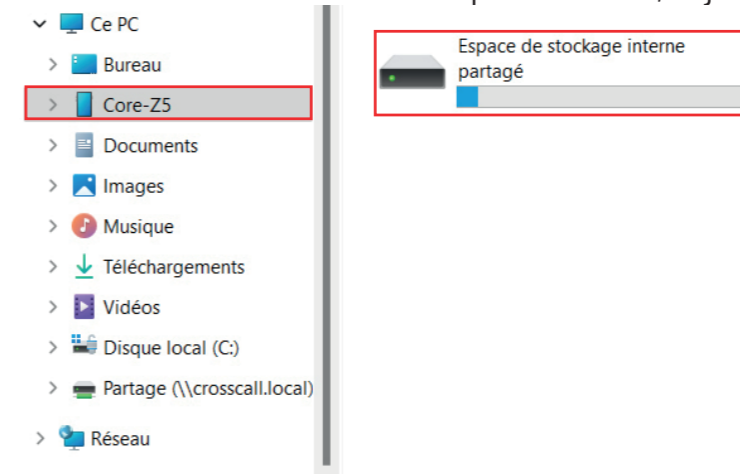 Ce PC
Bureau
Core-Z5
Documents
Images
Musique
Téléchargements
Vidéos
Disque local (C:)
Partage (\\crosscall.local)
Réseau
Espace de stockage interne
partagé